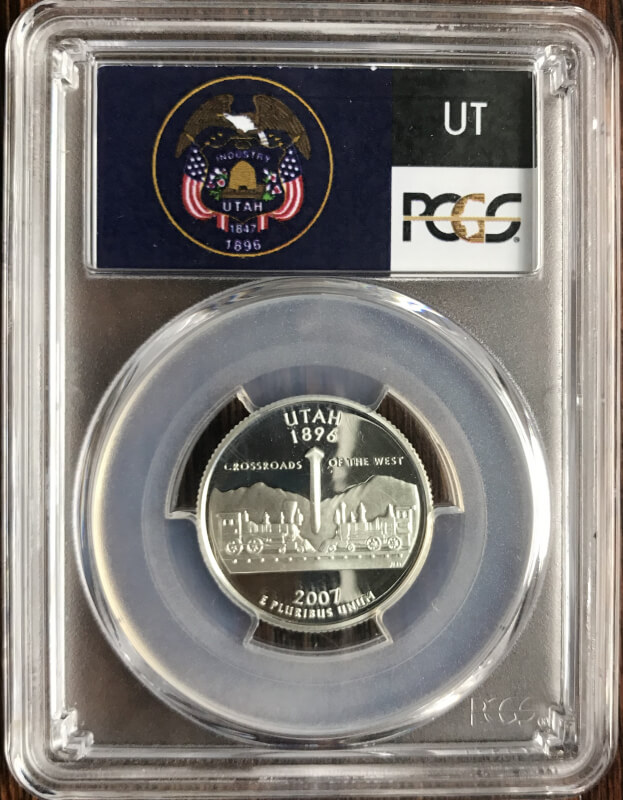 UT
INDUSTRY
UTAH
1847
1896
PCGS
UTAH
1896
CROSSROADS OF THE WEST
2007
E PLURIBUS UNUM
PCGS